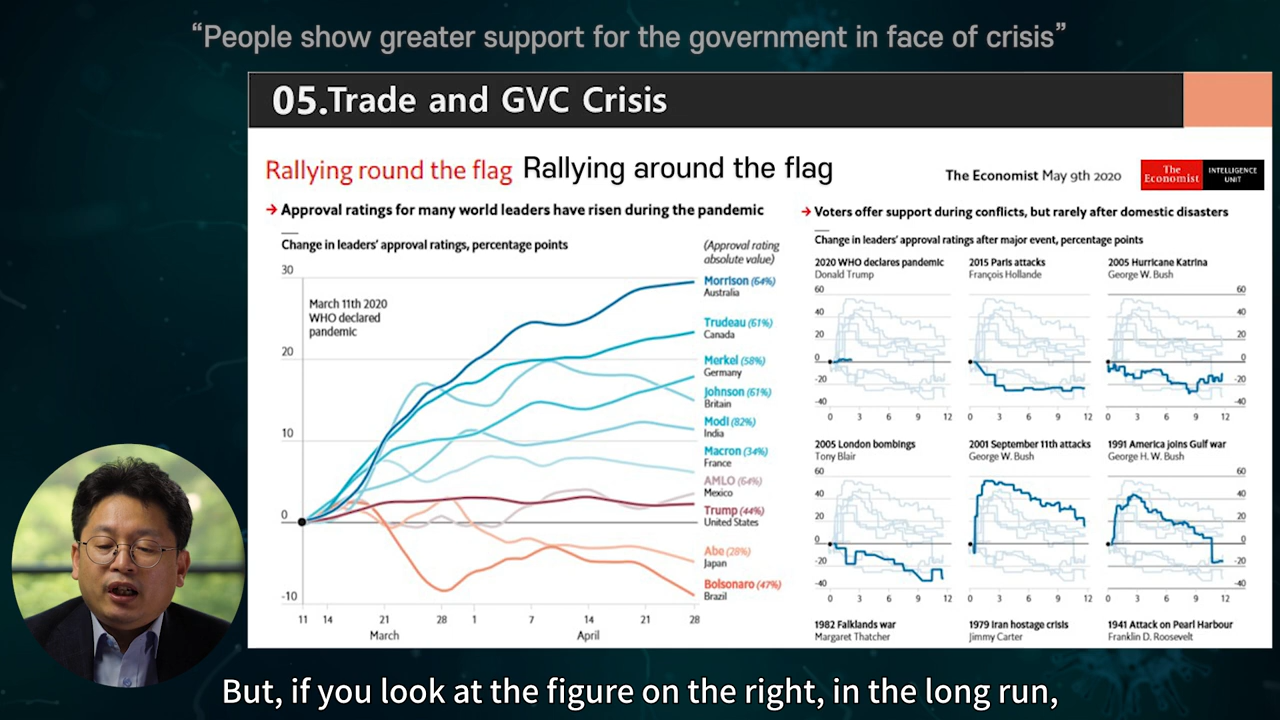 “People show greater support for the government in face of crisis”
05.Trade and GVC Crisis
Rallying round the flag Rallying around the flag
The Economist May 9th 2020
The Economist INTELLIGENCE UNIT
→ Approval ratings for many world leaders have risen during the pandemic
Change in leaders' approval ratings, percentage points
(Approval rating
absolute value)
30
20
10
0
-10
March 11th 2020
WHO declared
pandemic
Morrison (64%)
Australia
Trudeau (61%)
Canada
Merkel (58%)
Germany
Johnson (61%)
Britain
Modi (82%)
India
Macron (34%)
France
AMLO (64%)
Mexico
Trump (44%)
United States
Abe (28%)
Japan
Bolsonaro (47%)
Brazil
11 14 21 28 1 7 14 21 28
March April
→ Voters offer support during conflicts, but rarely after domestic disasters
Change in leaders' approval ratings after major event, percentage points
2020 WHO declares pandemic
Donald Trump
2015 Paris attacks
François Hollande
2005 Hurricane Katrina
George W. Bush
60 60
40 40
20 20
0 0
-20 -20
-40 -40
0 3 6 9 12 0 3 6 9 12 0 3 6 9 12
2005 London bombings
Tony Blair
2001 September 11th attacks
George W. Bush
1991 America joins Gulf war
George H. W. Bush
60 60
40 40
20 20
0 0
-20 -20
-40 -40
0 3 6 9 12 0 3 6 9 12 0 3 6 9 12
1982 Falklands war
Margaret Thatcher
1979 Iran hostage crisis
Jimmy Carter
1941 Attack on Pearl Harbour
Franklin D. Roosevelt
But, if you look at the figure on the right, in the long run,